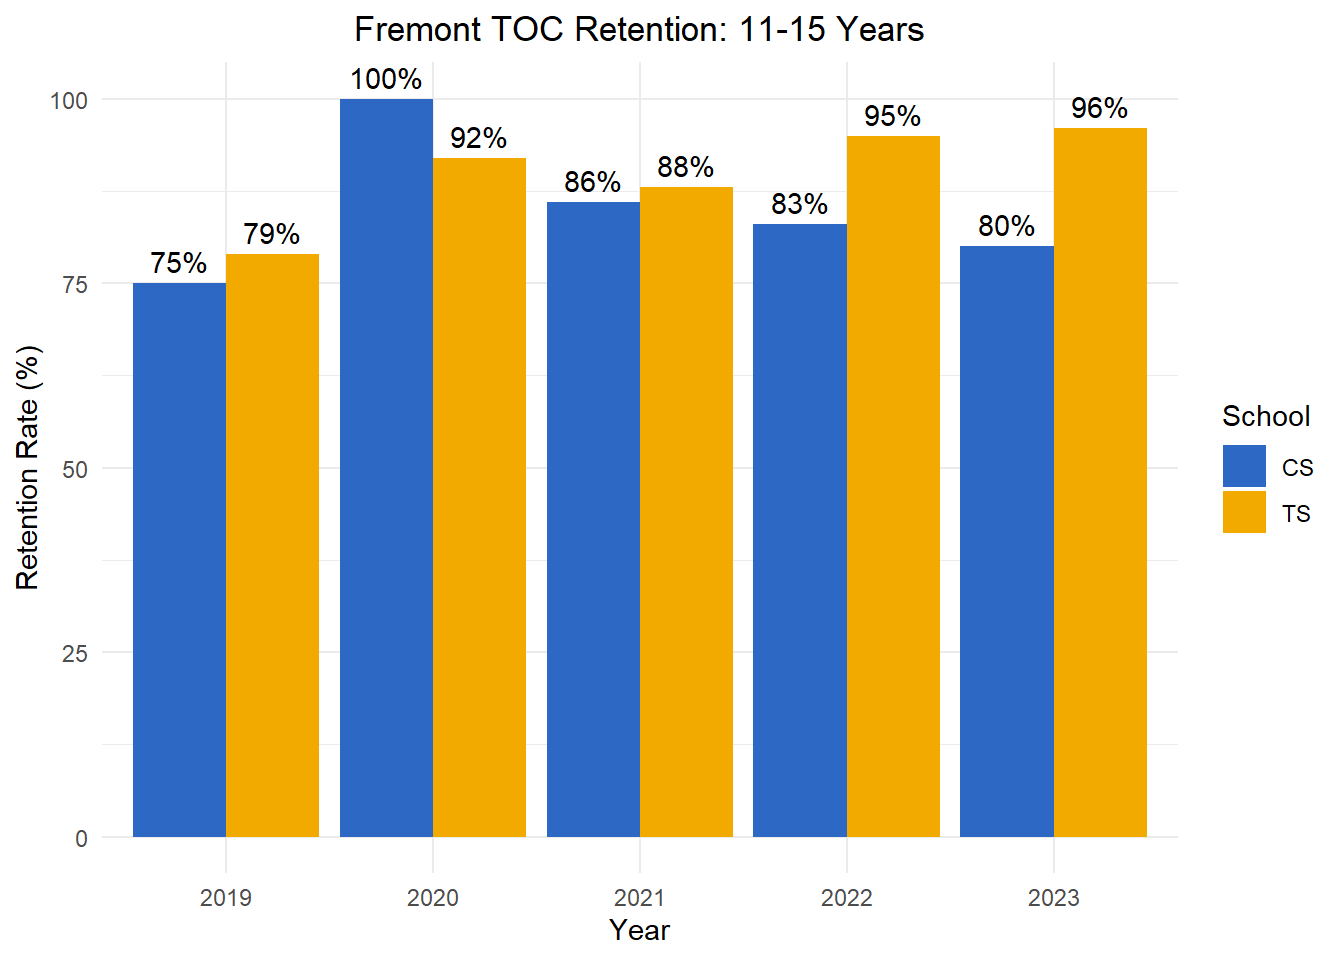 Fremont TOC Retention: 11-15 Years
100%
96%
95%
92%
88%
86%
83%
80%
79%
75%
100
75
50
25
0
Retention Rate (%)
2019 2020 2021 2022 2023
Year
School
CS
TS